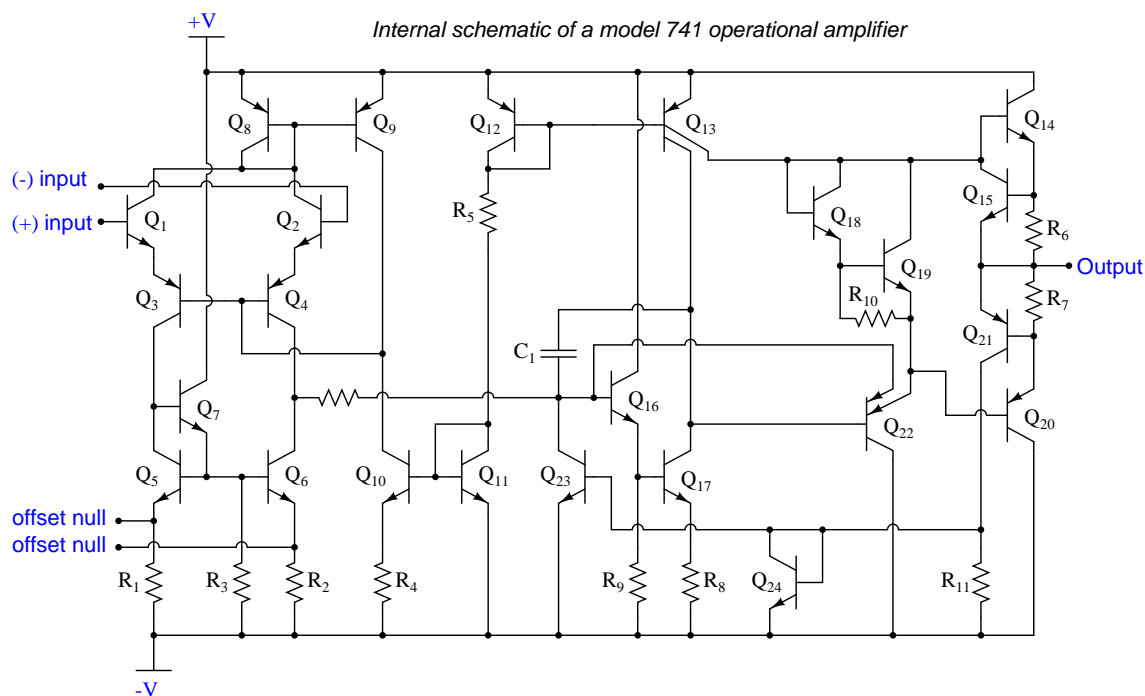 +V
Internal schematic of a model 741 operational amplifier
Q8
Q9
Q12
Q13
Q14
(-) input
(+) input
Q1
Q2
R5
Q15
Q18
R6
Q19
Output
Q3
Q4
R10
R7
C1
Q21
Q7
Q16
Q22
Q20
Q5
Q6
Q10
Q11
Q23
Q17
offset null
offset null
R1
R3
R2
R4
R9
R8
Q24
R11
-V